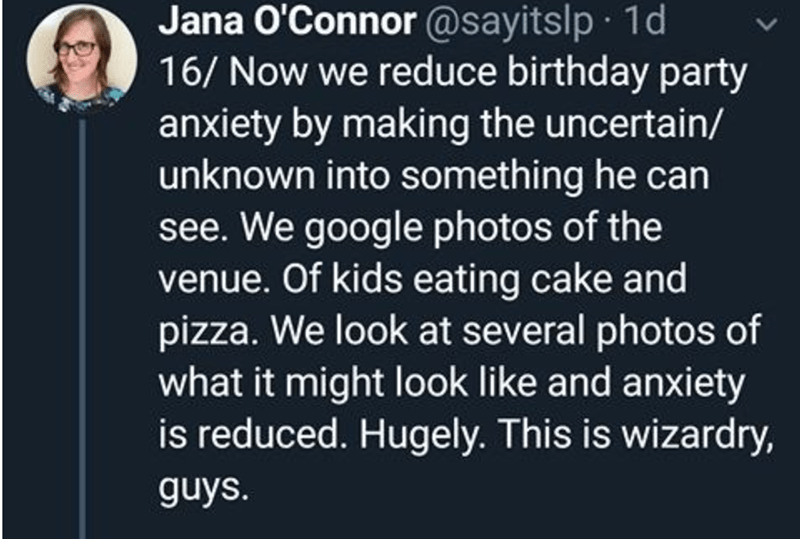 Jana O'Connor @sayitslp · 1d
16/ Now we reduce birthday party
anxiety by making the uncertain/
unknown into something he can
see. We google photos of the
venue. Of kids eating cake and
pizza. We look at several photos of
what it might look like and anxiety
is reduced. Hugely. This is wizardry,
guys.